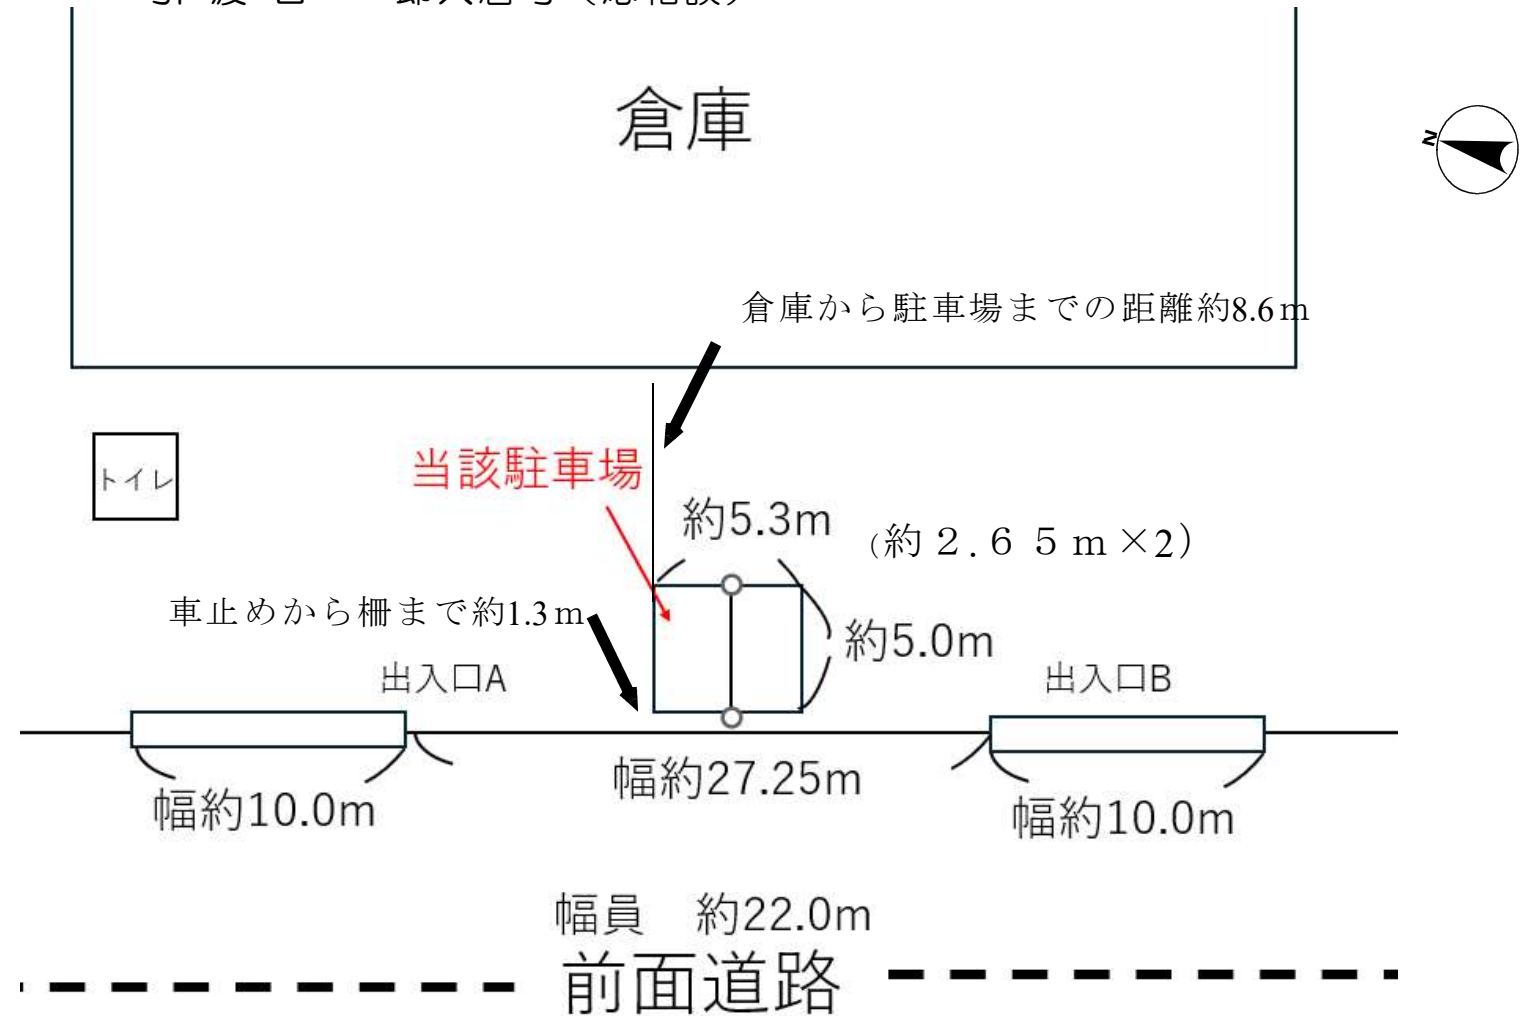 倉庫
N
倉庫から駐車場までの距離約8.6m
トイレ
当該駐車場
約5.3m
(約２.６５m×2)
車止めから柵まで約1.3m
約5.0m
出入口A
出入口B
幅約27.25m
幅約10.0m
幅約10.0m
幅員　約22.0m
前面道路